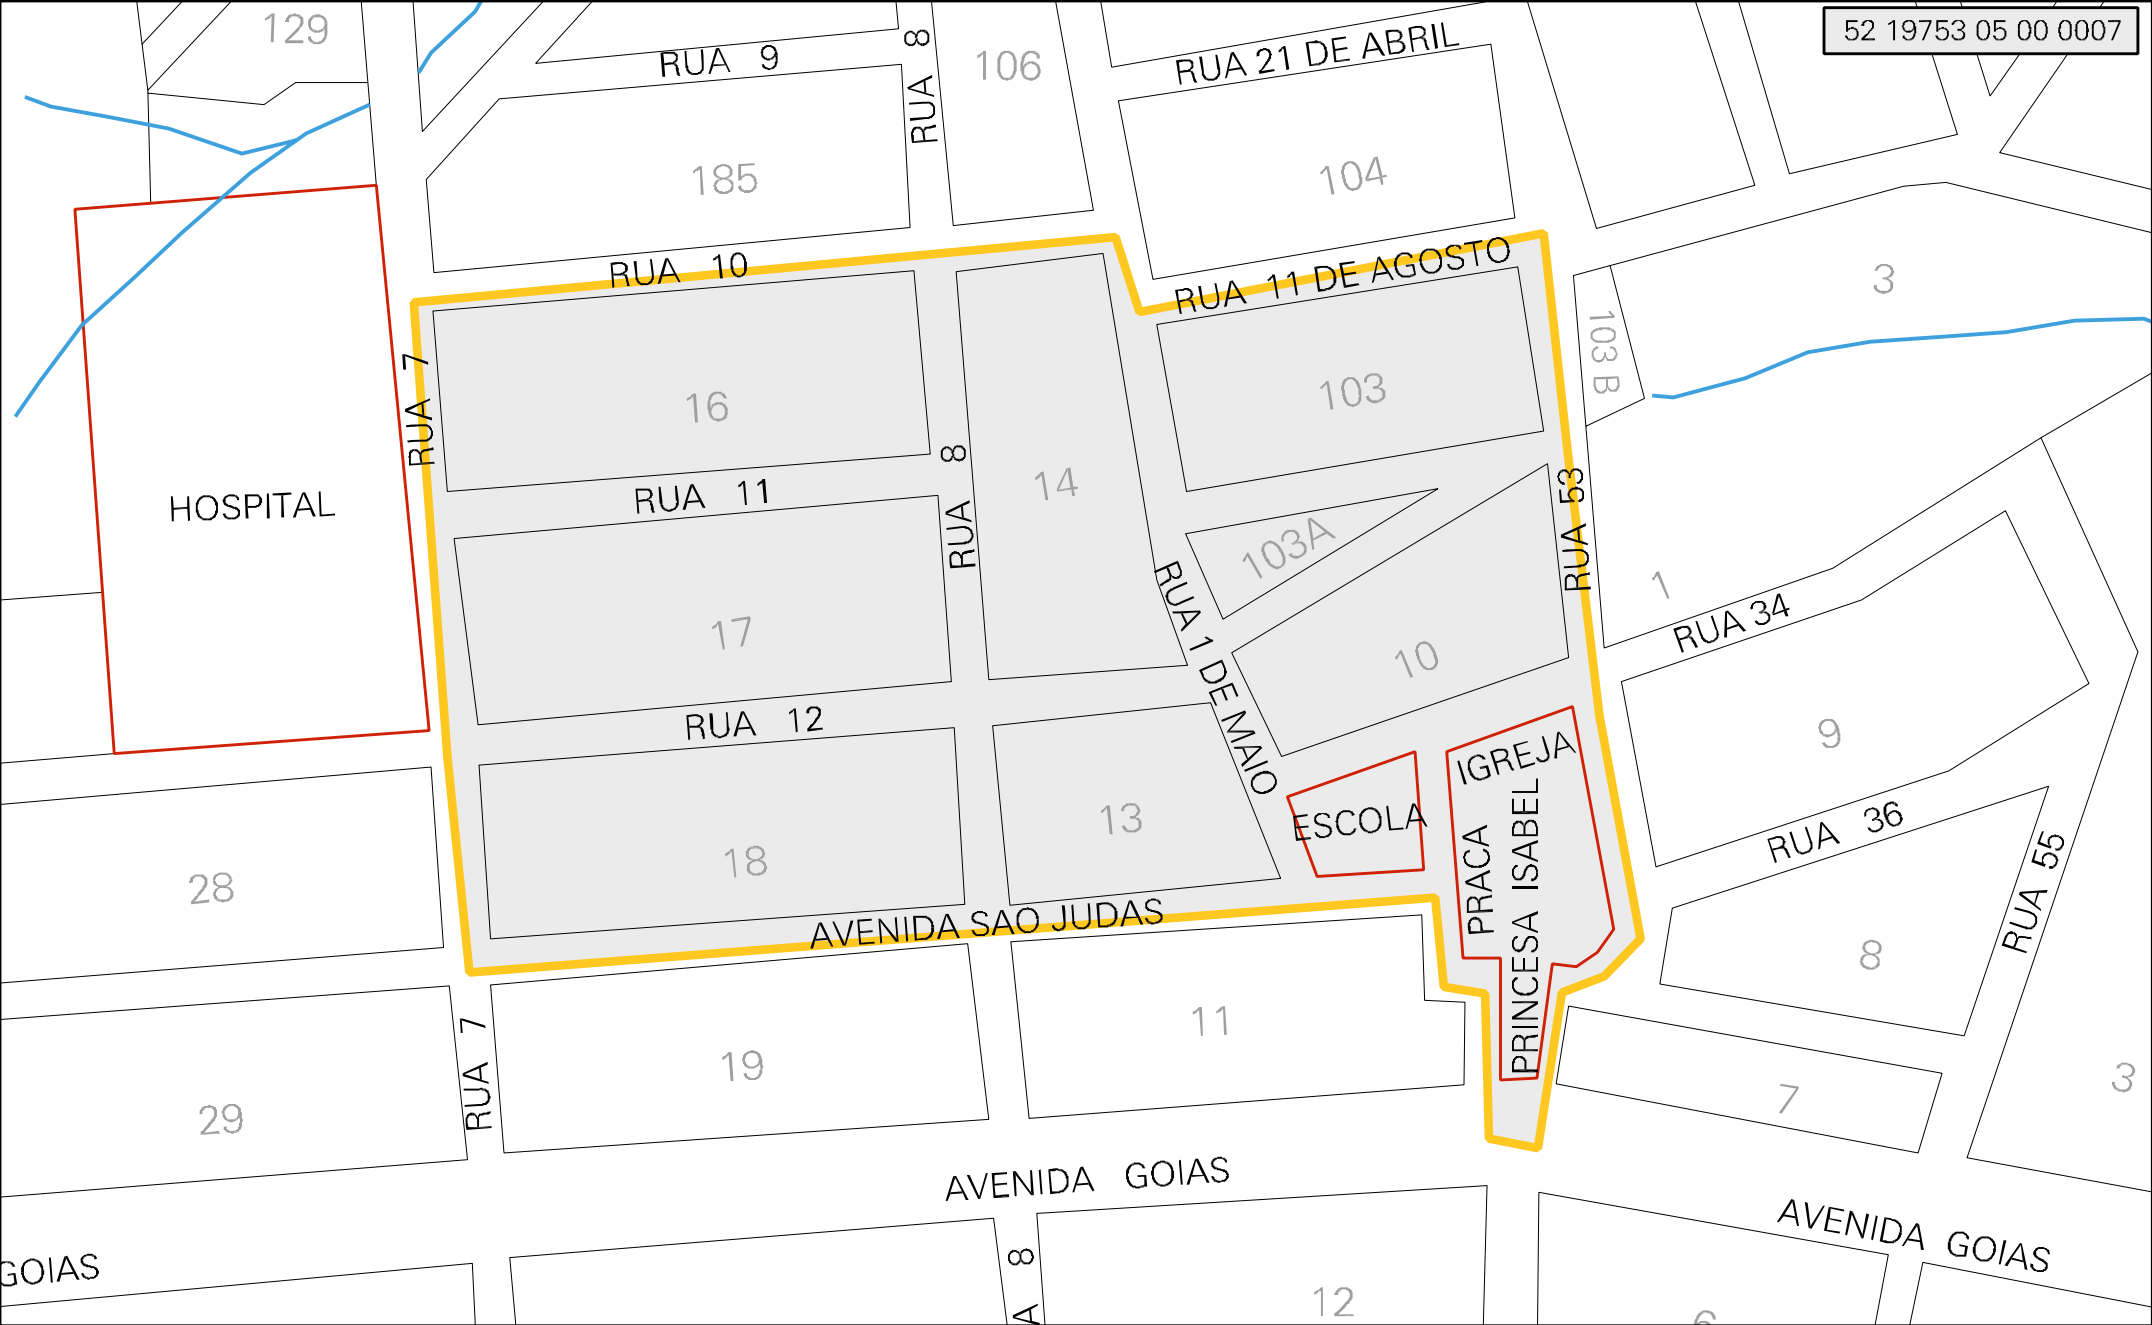 129
RUA 9
RUA 8
106
RUA 21 DE ABRIL
52 19753 05 00 0007
185
104
RUA 10
RUA 11 DE AGOSTO
3
103 B
RUA 7
16
103
RUA 8
14
RUA 53
HOSPITAL
RUA 11
103A
1
RUA 34
17
RUA 1 DE MAIO
10
RUA 12
9
IGREJA
ESCOLA
PRACA
PRINCESA ISABEL
13
18
RUA 36
RUA 55
28
AVENIDA SAO JUDAS
8
11
19
RUA 7
29
7
3
AVENIDA GOIAS
AVENIDA GOIAS
GOIAS
A 8
12